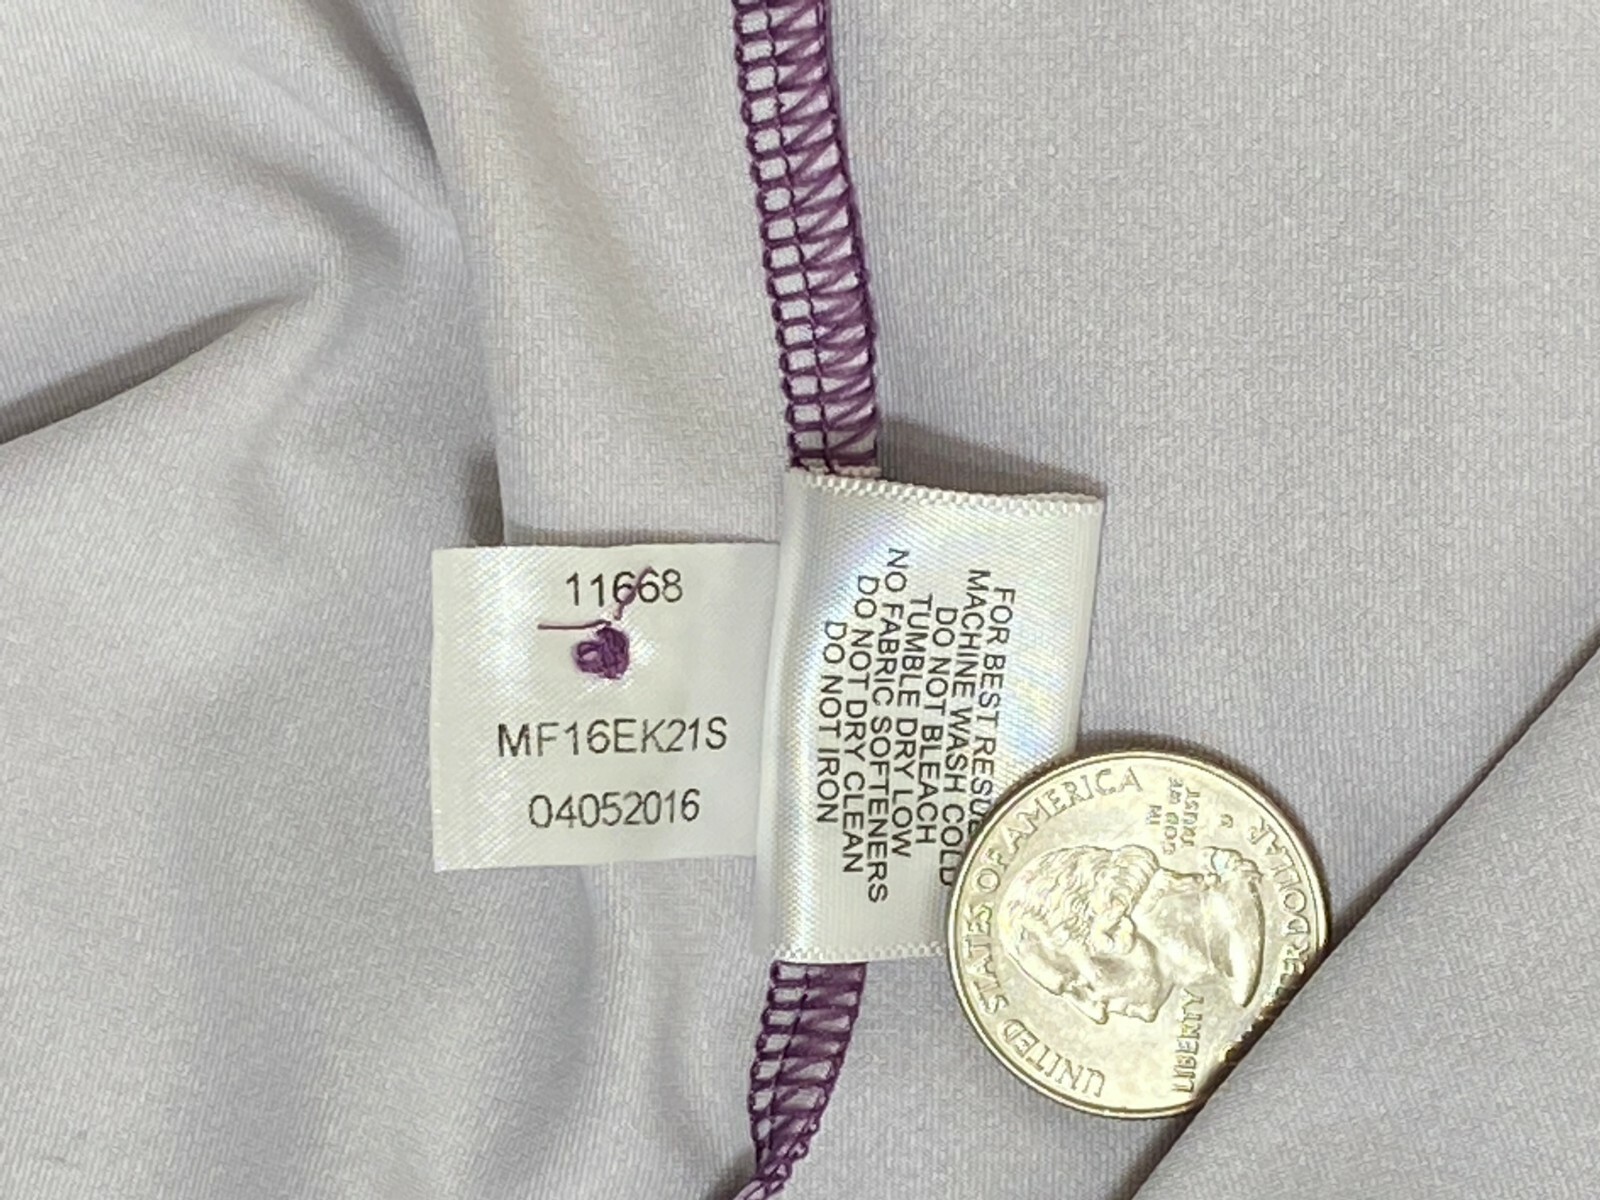 11668
MF16EK21S
04052016
FOR BEST RESUL
MACHINE WASH COLD
DO NOT BLEACH
TUMBLE DRY LOW
NO FABRIC SOFTENERS
DO NOT DRY CLEAN
DO NOT IRON
UNITED STATES OF AMERICA
LIBERTY
IN
GOD WE
TRUST
QUARTER DOLLAR